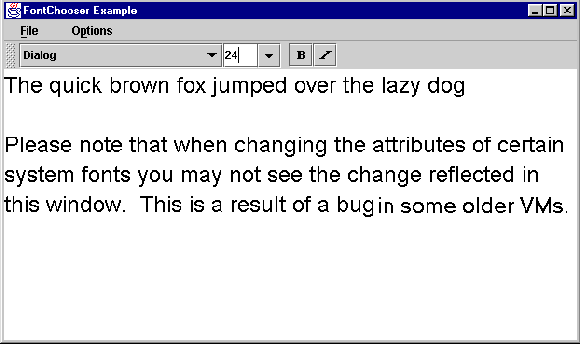 FontChooser Example
File Options
Dialog 24 B I
The quick brown fox jumped over the lazy dog
Please note that when changing the attributes of certain
system fonts you may not see the change reflected in
this window. This is a result of a bug in some older VMs.